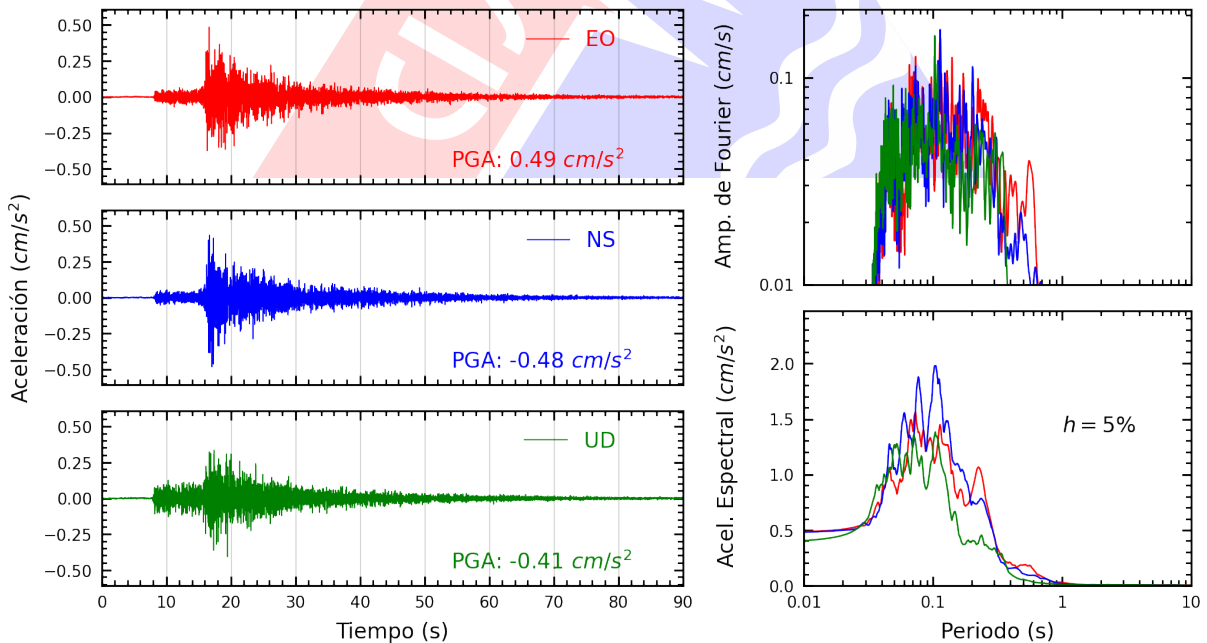 Aceleración (cm/s²)
0.50
0.25
0.00
−0.25
−0.50
EO
PGA: 0.49 cm/s²
0.50
0.25
0.00
−0.25
−0.50
NS
PGA: -0.48 cm/s²
0.50
0.25
0.00
−0.25
−0.50
UD
PGA: -0.41 cm/s²
0 10 20 30 40 50 60 70 80 90
Tiempo (s)
Amp. de Fourier (cm/s)
0.1
0.01
Acel. Espectral (cm/s²)
2.0
1.5
1.0
0.5
0.0
h = 5%
0.01 0.1 1 10
Periodo (s)